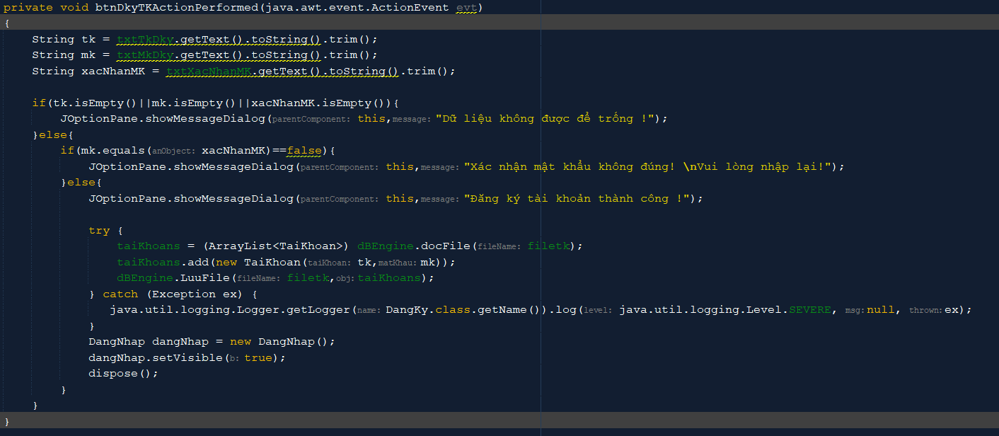 private void btnDkyTKActionPerformed(java.awt.event.ActionEvent evt)
{
    String tk = txtTkDky.getText().toString().trim();
    String mk = txtMkDky.getText().toString().trim();
    String xacNhanMK = txtXacNhanMK.getText().toString().trim();

    if(tk.isEmpty()||mk.isEmpty()||xacNhanMK.isEmpty()){
        JOptionPane.showMessageDialog(parentComponent: this,message: "Dữ liệu không được để trống !");
    }else{
        if(mk.equals(anObject: xacNhanMK)==false){
            JOptionPane.showMessageDialog(parentComponent: this,message: "Xác nhận mật khẩu không đúng! \nVui lòng nhập lại!");
        }else{
            JOptionPane.showMessageDialog(parentComponent: this,message: "Đăng ký tài khoản thành công !");

            try {
                taiKhoans = (ArrayList<TaiKhoan>) dBEngine.docFile(fileName: filetk);
                taiKhoans.add(new TaiKhoan(taiKhoan: tk,matKhau: mk));
                dBEngine.LuuFile(fileName: filetk,obj: taiKhoans);
            } catch (Exception ex) {
               java.util.logging.Logger.getLogger(name: DangKy.class.getName()).log(level: java.util.logging.Level.SEVERE, msg: null, thrown: ex);
            }
            DangNhap dangNhap = new DangNhap();
            dangNhap.setVisible(b: true);
            dispose();
        }
    }
}